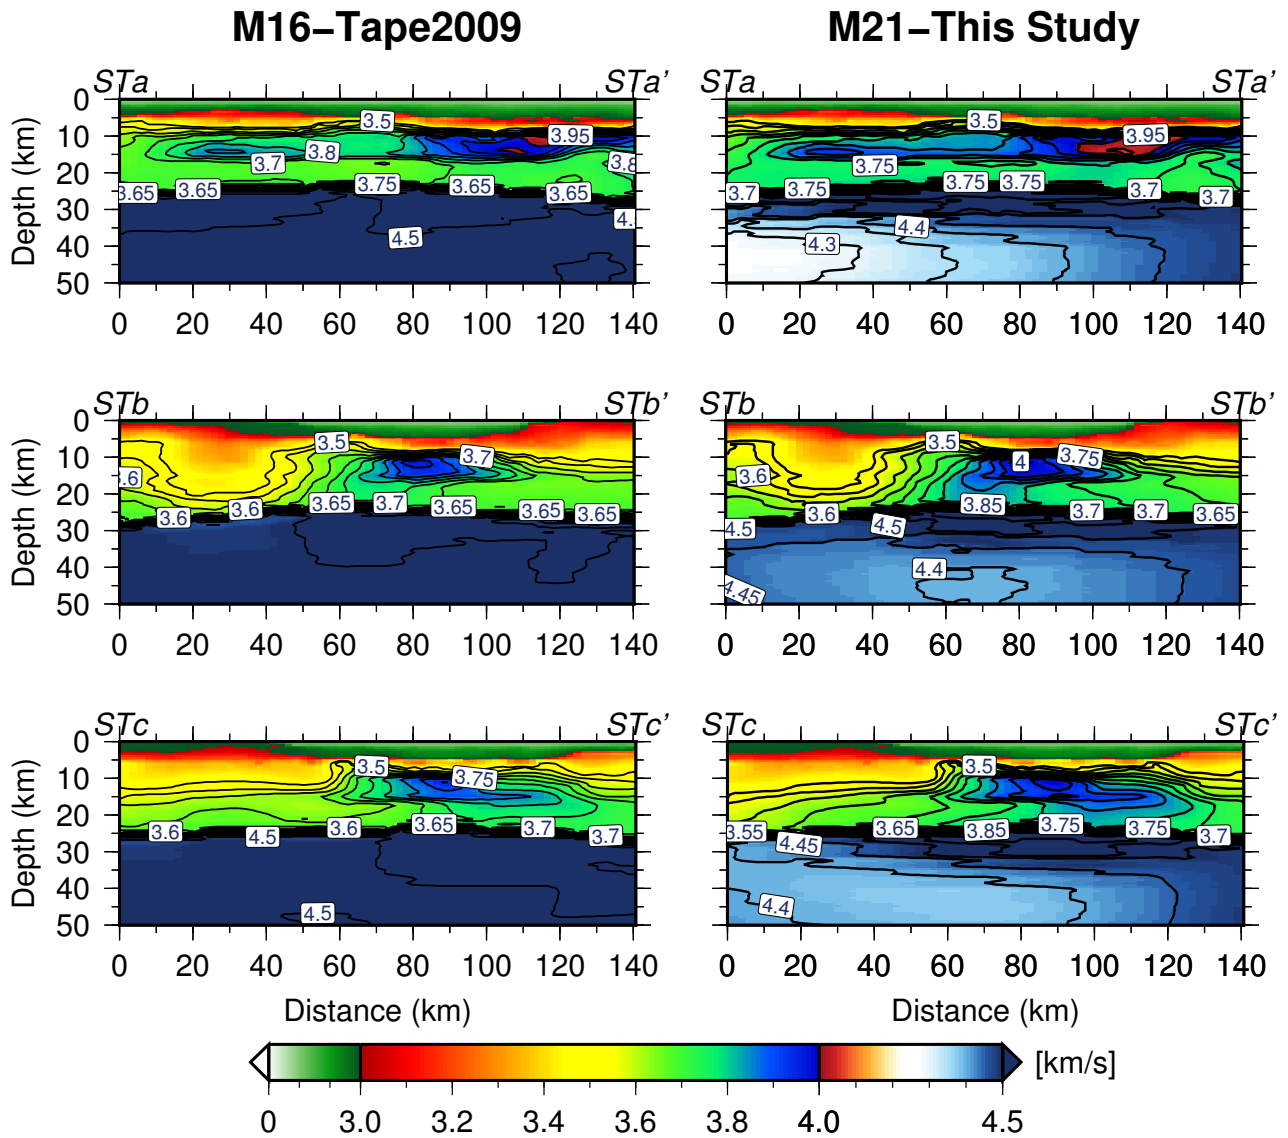 M16−Tape2009 M21−This Study
STa STa’ STa STa’
0 10 20 30 40 50
Depth (km)
3.5 3.95 3.8 3.7 3.8 3.65 3.65 3.75 3.65 3.65 4. 4.5
0 20 40 60 80 100 120 140
0 10 20 30 40 50
3.5 3.95 3.75 3.7 3.75 3.75 3.75 3.7 3.7 4.4 4.3
0 20 40 60 80 100 120 140
STb STb’ STb STb’
0 10 20 30 40 50
Depth (km)
3.5 3.7 .6 3.6 3.6 3.65 3.7 3.65 3.65 3.65
0 20 40 60 80 100 120 140
3.5 4 3.75 3.6 3.85 3.6 3.7 3.7 3.65 4.5 4.5 4.4 4.45
0 20 40 60 80 100 120 140
STc STc’ STc STc’
0 10 20 30 40 50
Depth (km)
3.5 3.75 3.6 4.5 3.6 3.65 3.7 3.7 4.5
0 20 40 60 80 100 120 140
3.5 3.55 3.65 3.85 3.75 3.75 3.7 4.45 4.4
0 20 40 60 80 100 120 140
Distance (km) Distance (km)
[km/s]
0 3.0 3.2 3.4 3.6 3.8 4.0 4.5